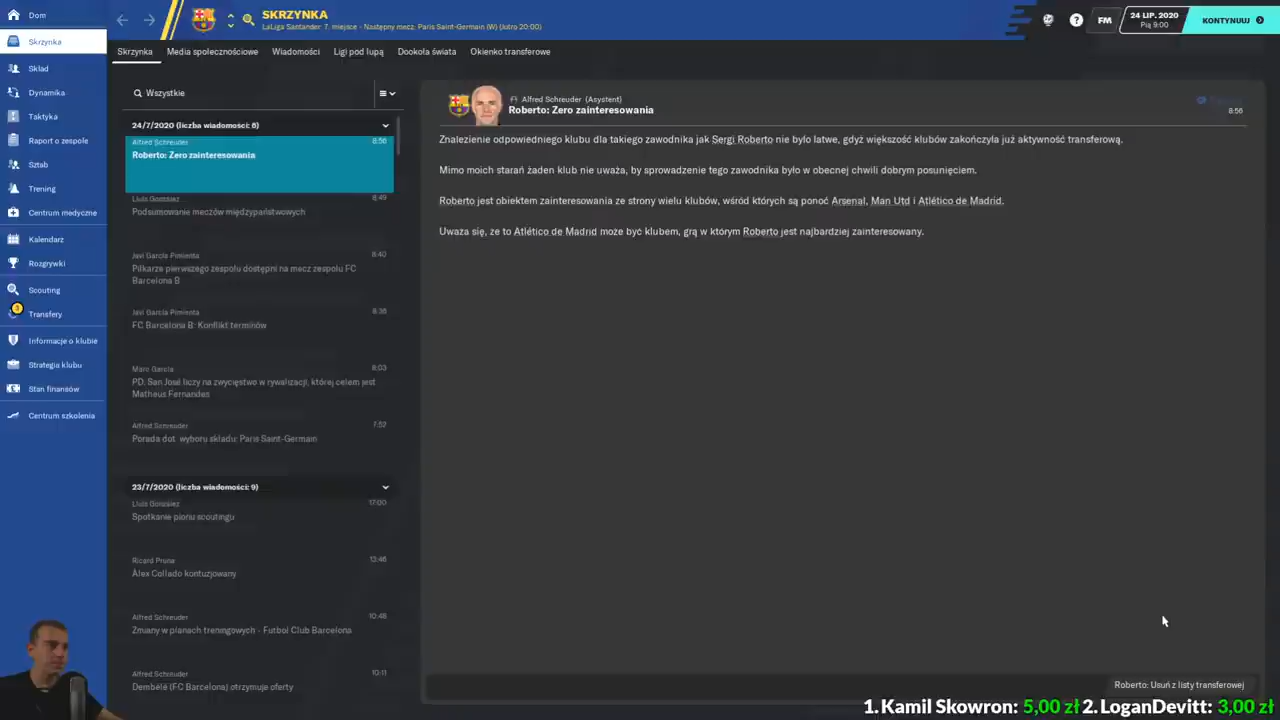 Dom
Skrzynka
Skład
Dynamika
Taktyka
Raport o zespole
Sztab
Trening
Centrum medyczne
Kalendarz
Rozgrywki
Scouting
Transfery
Informacje o klubie
Strategia klubu
Stan finansów
Centrum szkolenia
SKRZYNKA
LaLiga Santander: 7. miejsce - Następny mecz: Paris Saint-Germain (W) (Jutro 20:00)
FM
24 LIP. 2020
Pią 9:00
KONTYNUUJ
Skrzynka
Media społecznościowe
Wiadomości
Ligi pod lupą
Dookoła świata
Okienko transferowe
Wszystkie
24/7/2020 (liczba wiadomości: 6)
Alfred Schreuder 8:56
Roberto: Zero zainteresowania
Lluís González 8:49
Podsumowanie meczów międzypaństwowych
Javi García Pimienta 8:40
Piłkarze pierwszego zespołu dostępni na mecz zespołu FC
Barcelona B
Javi García Pimienta 8:36
FC Barcelona B: Konflikt terminów
Marc García 8:03
PD. San José liczy na zwycięstwo w rywalizacji, której celem jest
Matheus Fernandes
Alfred Schreuder 7:52
Porada dot. wyboru składu: Paris Saint-Germain
23/7/2020 (liczba wiadomości: 9)
Lluís González 17:00
Spotkanie pionu scoutingu
Ricard Pruna 13:46
Àlex Collado kontuzjowany
Alfred Schreuder 10:48
Zmiany w planach treningowych - Futbol Club Barcelona
Alfred Schreuder 10:11
Dembélé (FC Barcelona) otrzymuje oferty
Alfred Schreuder (Asystent)
Roberto: Zero zainteresowania
8:56
Znalezienie odpowiedniego klubu dla takiego zawodnika jak Sergi Roberto nie było łatwe, gdyż większość klubów zakończyła już aktywność transferową.
Mimo moich starań żaden klub nie uważa, by sprowadzenie tego zawodnika było w obecnej chwili dobrym posunięciem.
Roberto jest obiektem zainteresowania ze strony wielu klubów, wśród których są ponoć Arsenal, Man Utd i Atlético de Madrid.
Uważa się, że to Atlético de Madrid może być klubem, grą w którym Roberto jest najbardziej zainteresowany.
Roberto: Usuń z listy transferowej
1. Kamil Skowron: 5,00 zł 2. LoganDevitt: 3,00 zł